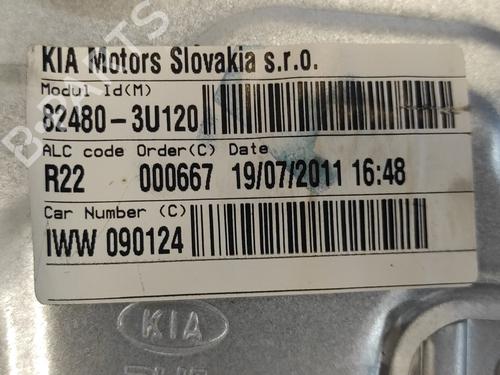 KIA Motors Slovakia s.r.o.
Modul Id(M)
82480-3U120
ALC code Order(C) Date
R22 000667 19/07/2011 16:48
Car Number (C)
IWW 090124
KIA
B-PARTS